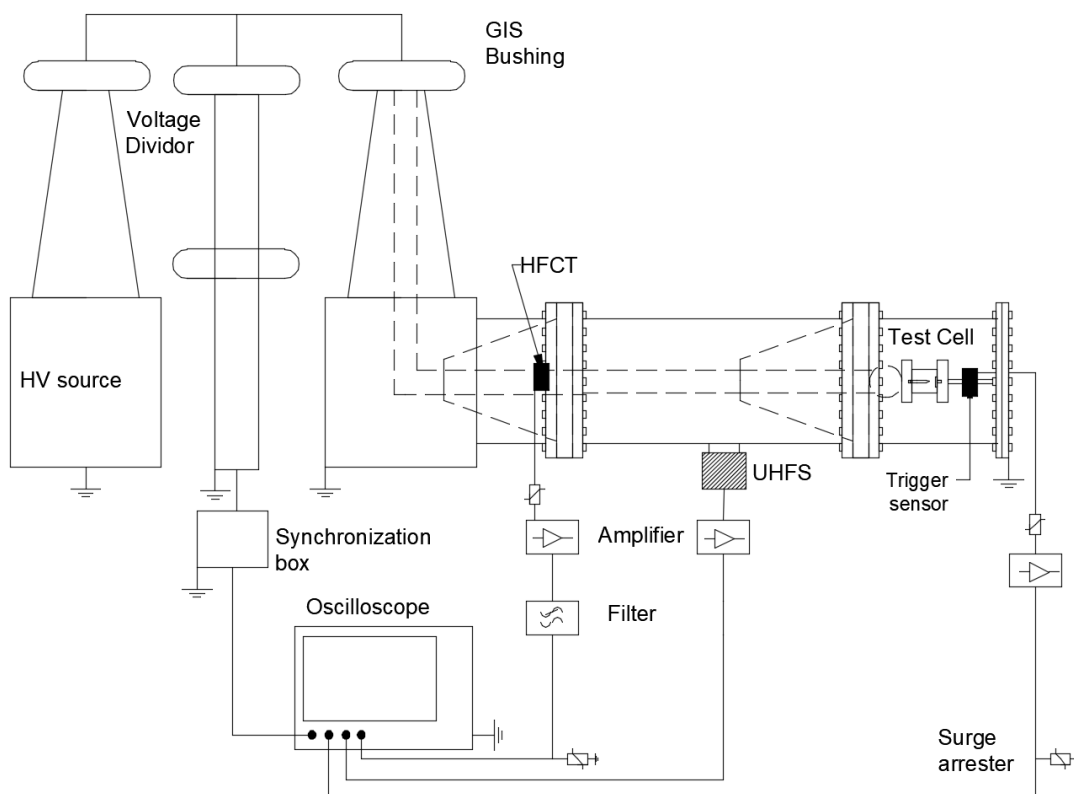 GIS
Bushing
Voltage
Dividor
HFCT
Test Cell
HV source
UHFS
Trigger
sensor
Synchronization
box
Amplifier
Oscilloscope
Filter
Surge
arrester